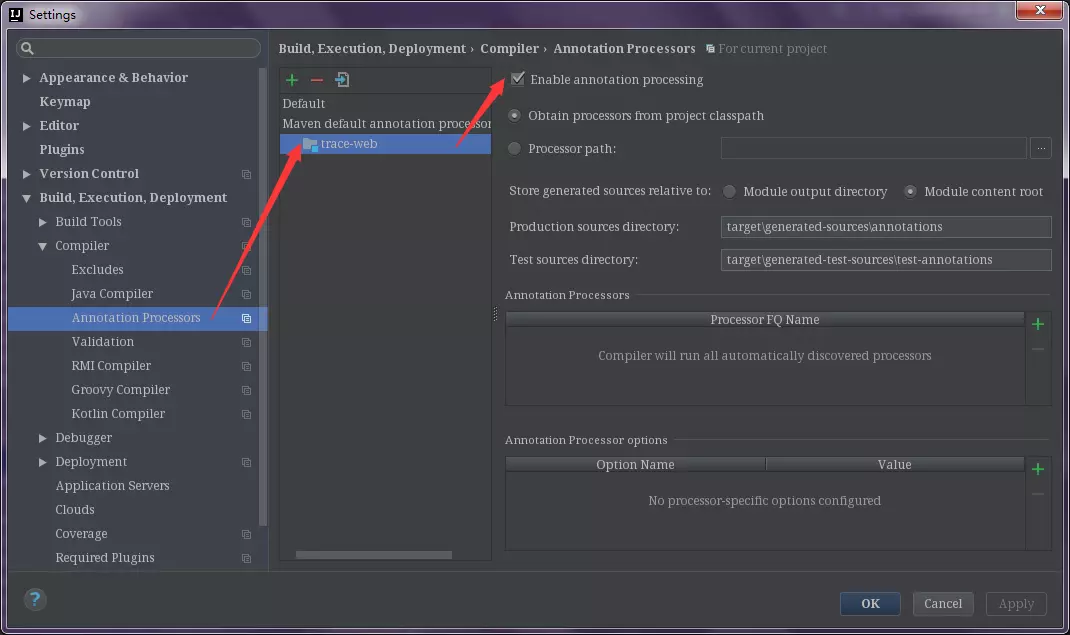 Settings
Build, Execution, Deployment › Compiler › Annotation Processors For current project
Appearance & Behavior
Keymap
Editor
Plugins
Version Control
Build, Execution, Deployment
Build Tools
Compiler
Excludes
Java Compiler
Annotation Processors
Validation
RMI Compiler
Groovy Compiler
Kotlin Compiler
Debugger
Deployment
Application Servers
Clouds
Coverage
Required Plugins
Default
Maven default annotation processor
trace-web
Enable annotation processing
Obtain processors from project classpath
Processor path:
...
Store generated sources relative to: Module output directory Module content root
Production sources directory: target\generated-sources\annotations
Test sources directory: target\generated-test-sources\test-annotations
Annotation Processors
Processor FQ Name
Compiler will run all automatically discovered processors
Annotation Processor options
Option Name Value
No processor-specific options configured
?
OK Cancel Apply